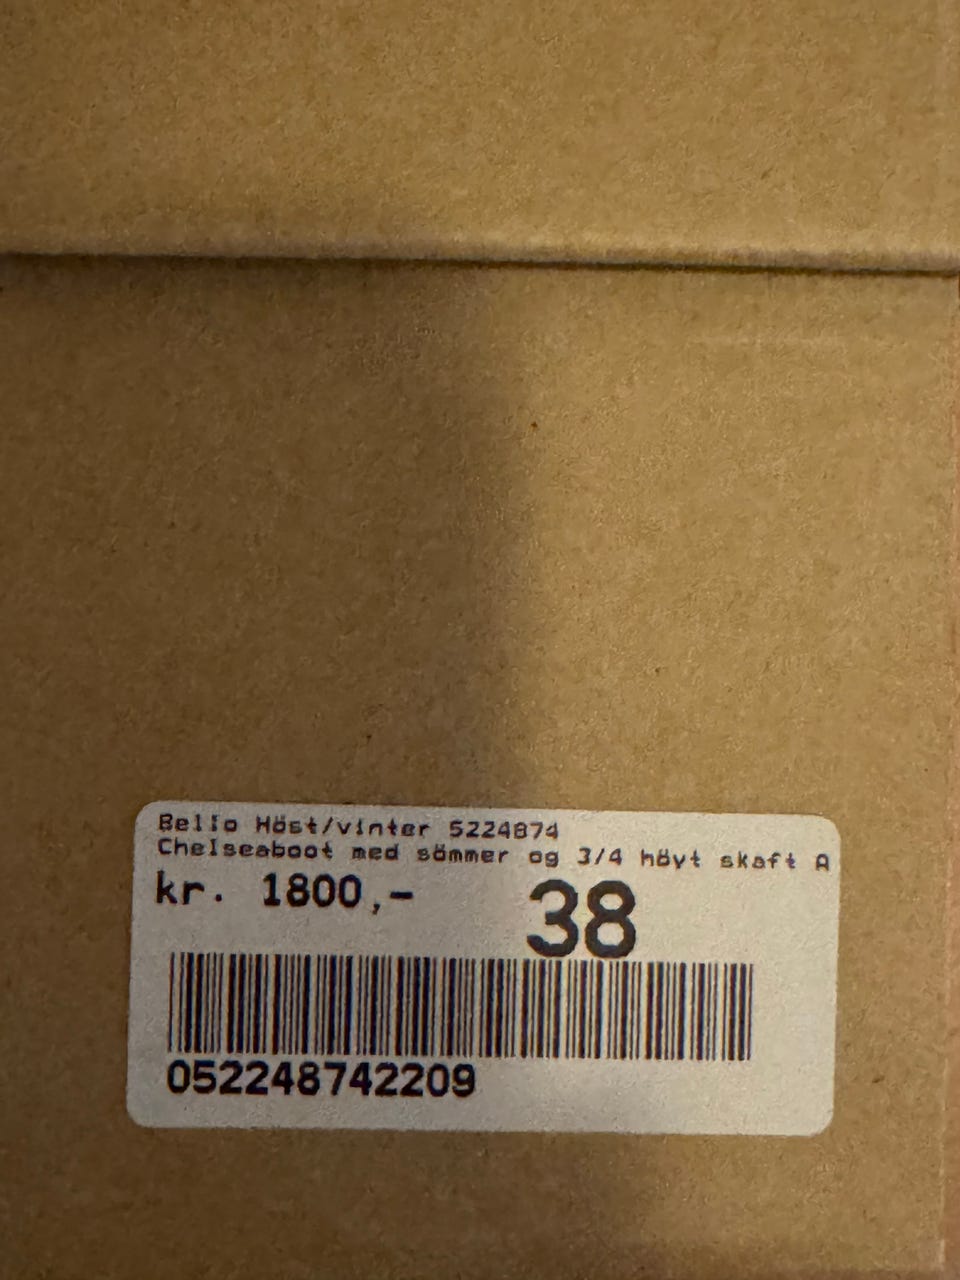 Bello Höst/vinter 5224874
Chelseaboot med sömmer og 3/4 höyt skaft A
kr. 1800,-
38
052248742209